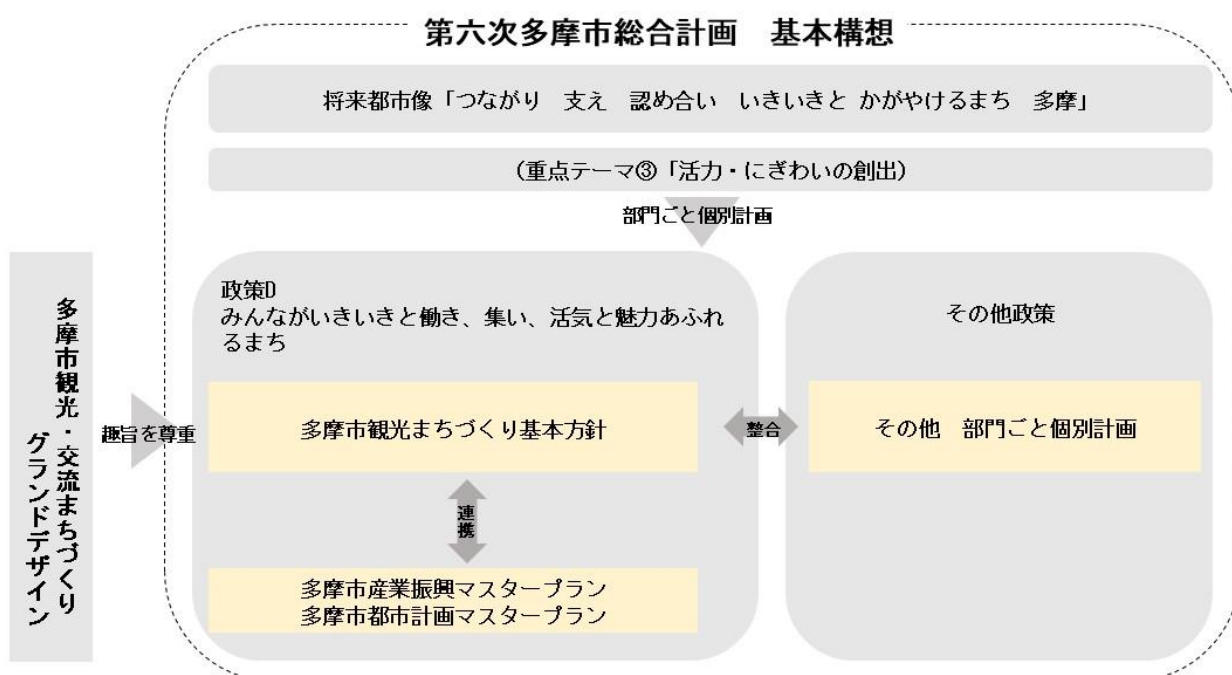 第六次多摩市総合計画　基本構想
将来都市像「つながり　支え　認め合い　いきいきと かがやけるまち　多摩」
（重点テーマ③「活力・にぎわいの創出）
部門ごと個別計画
多摩市観光・交流まちづくり
グランドデザイン
趣旨を尊重
政策D
みんながいきいきと働き、集い、活気と魅力あふれ
るまち
多摩市観光まちづくり基本方針
連携
多摩市産業振興マスタープラン
多摩市都市計画マスタープラン
整合
その他政策
その他　部門ごと個別計画